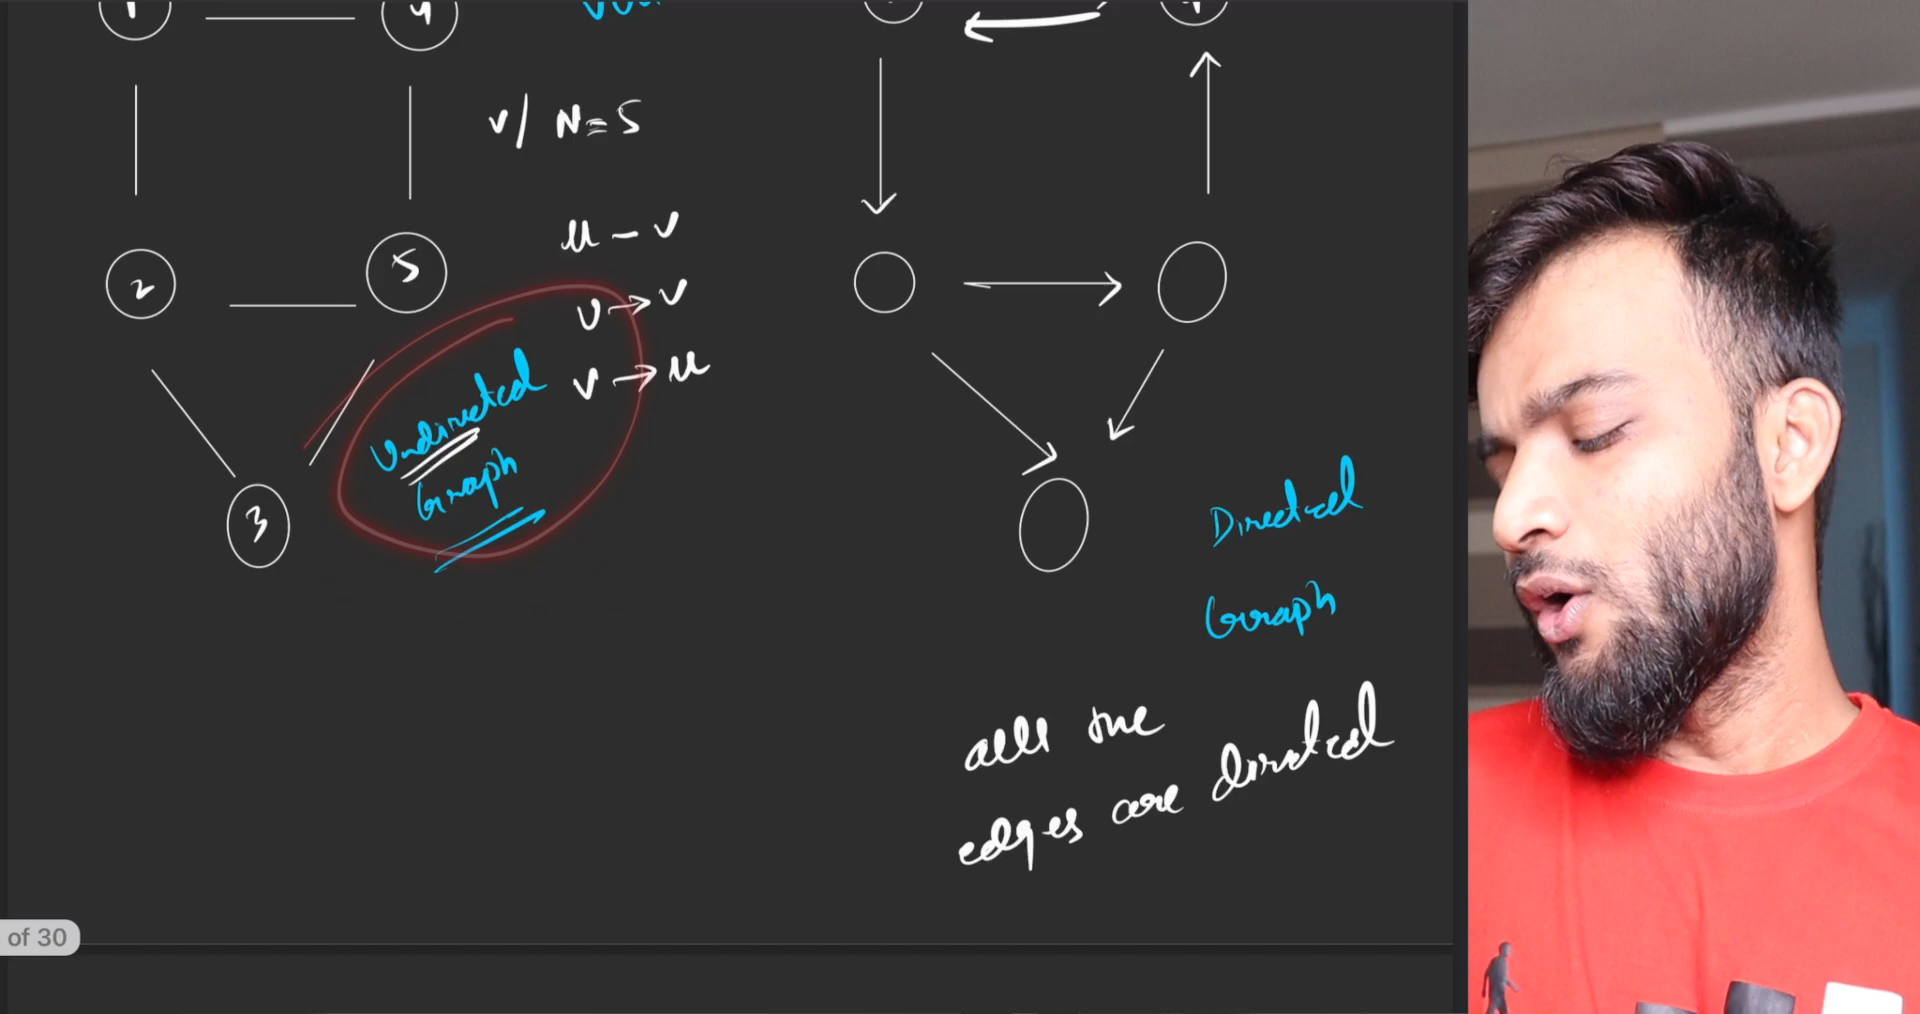 1
4
V/ N=5
2
5
u - v
u → v
v → u
Undirected
Graph
3
Directed
Graph
all the
edges are directed
of 30